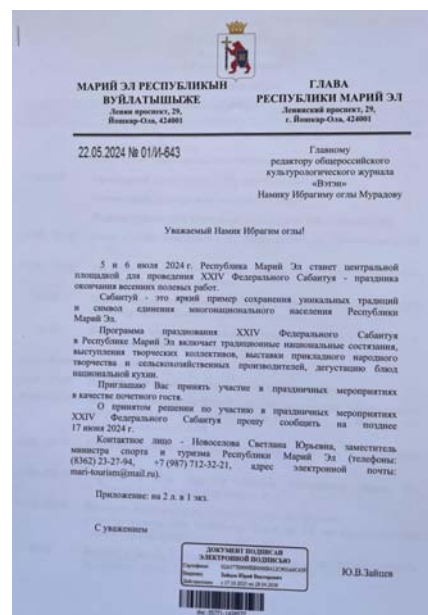 МАРИЙ ЭЛ РЕСПУБЛИКЫН
ВУЙЛАТЫШЫЖЕ
Ленин проспект, 29,
Йошкар-Ола, 424001
ГЛАВА
РЕСПУБЛИКИ МАРИЙ ЭЛ
Ленинский проспект, 29,
г. Йошкар-Ола, 424001
22.05.2024 № 01/И-643
Главному
редактору общероссийского
культурологического журнала
«Вэтэн»
Намику Ибрагиму оглы Мурадову
Уважаемый Намик Ибрагим оглы!
5 и 6 июля 2024 г. Республика Марий Эл станет центральной
площадкой для проведения XXIV Федерального Сабантуя - праздника
окончания весенних полевых работ.
Сабантуй - это яркий пример сохранения уникальных традиций
и символ единения многонационального населения Республики
Марий Эл.
Программа празднования XXIV Федерального Сабантуя
в Республике Марий Эл включает традиционные национальные состязания,
выступления творческих коллективов, выставки прикладного народного
творчества и сельскохозяйственных производителей, дегустацию блюд
национальной кухни.
Приглашаю Вас принять участие в праздничных мероприятиях
в качестве почетного гостя.
О принятом решении по участию в праздничных мероприятиях
XXIV Федерального Сабантуя прошу сообщить на позднее
17 июня 2024 г.
Контактное лицо - Новоселова Светлана Юрьевна, заместитель
министра спорта и туризма Республики Марий Эл (телефоны:
(8362) 23-27-94, +7 (987) 712-32-21, адрес электронной почты:
mari-tourism@mail.ru).
Приложение: на 2 л. в 1 экз.
С уважением
ДОКУМЕНТ ПОДПИСАН
ЭЛЕКТРОННОЙ ПОДПИСЬЮ
Сертификат
Владелец Зайцев Юрий Викторович
Действителен
Ю.В.Зайцев